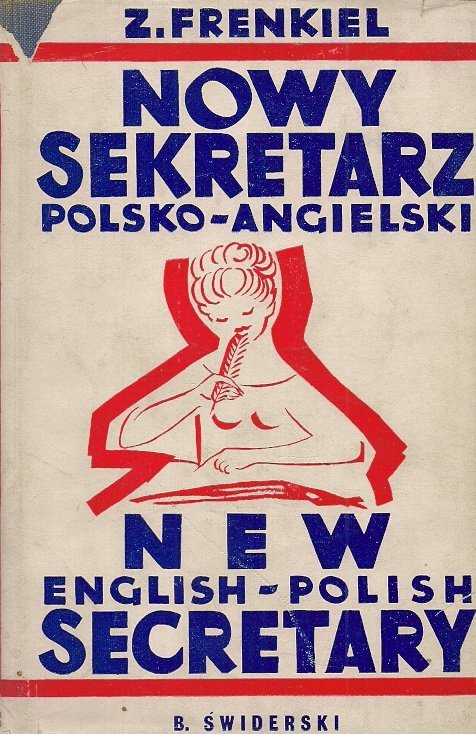 Z. FRENKIEL
NOWY
SEKRETARZ
POLSKO-ANGIELSKI
NEW
ENGLISH-POLISH
SECRETARY
B. ŚWIDERSKI